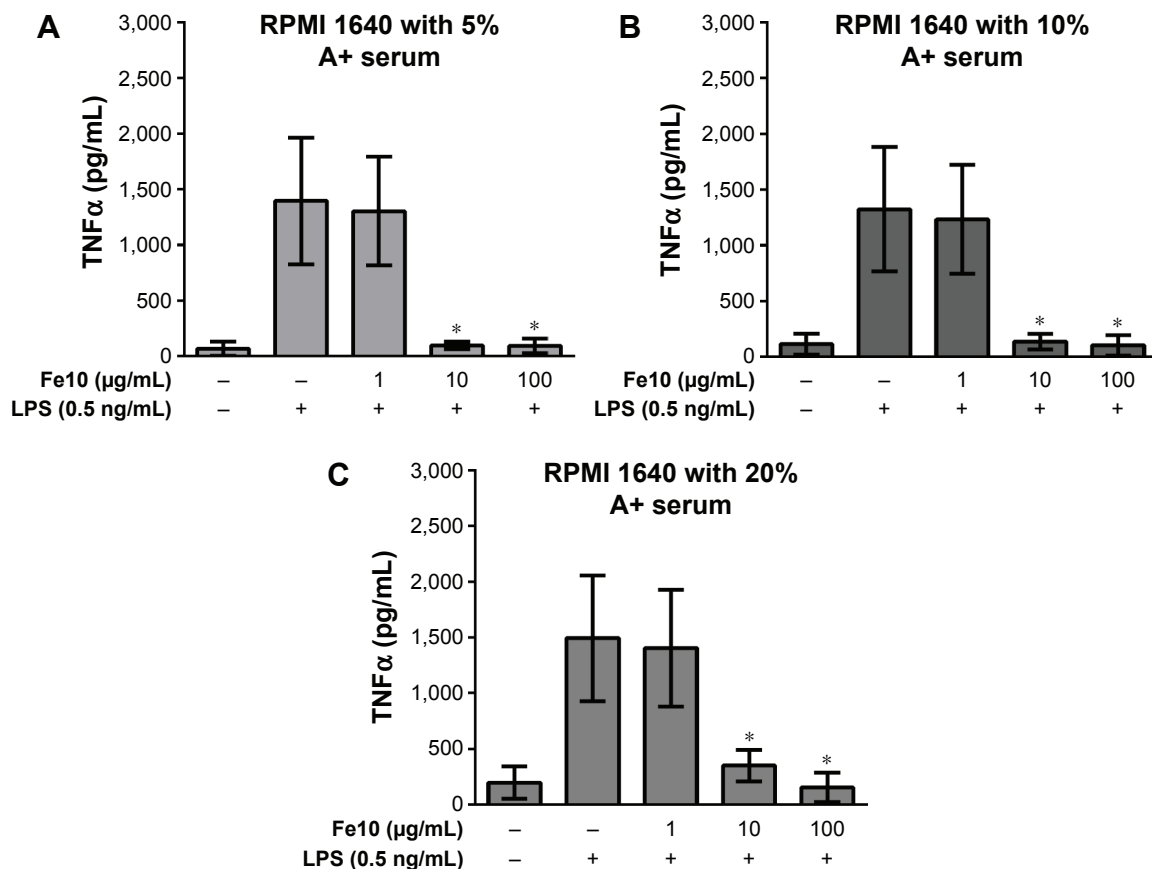 A
RPMI 1640 with 5%
A+ serum
TNFα (pg/mL)
3,000
2,500
2,000
1,500
1,000
500
0
* *
Fe10 (µg/mL) – – 1 10 100
LPS (0.5 ng/mL) – + + + +
B
RPMI 1640 with 10%
A+ serum
TNFα (pg/mL)
3,000
2,500
2,000
1,500
1,000
500
0
* *
Fe10 (µg/mL) – – 1 10 100
LPS (0.5 ng/mL) – + + + +
C
RPMI 1640 with 20%
A+ serum
TNFα (pg/mL)
3,000
2,500
2,000
1,500
1,000
500
0
* *
Fe10 (µg/mL) – – 1 10 100
LPS (0.5 ng/mL) – + + + +